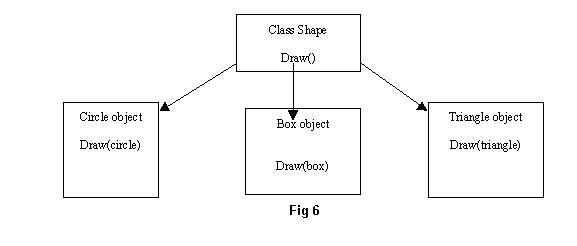 Class Shape
Draw()
Circle object
Draw(circle)
Box object
Draw(box)
Triangle object
Draw(triangle)
Fig 6